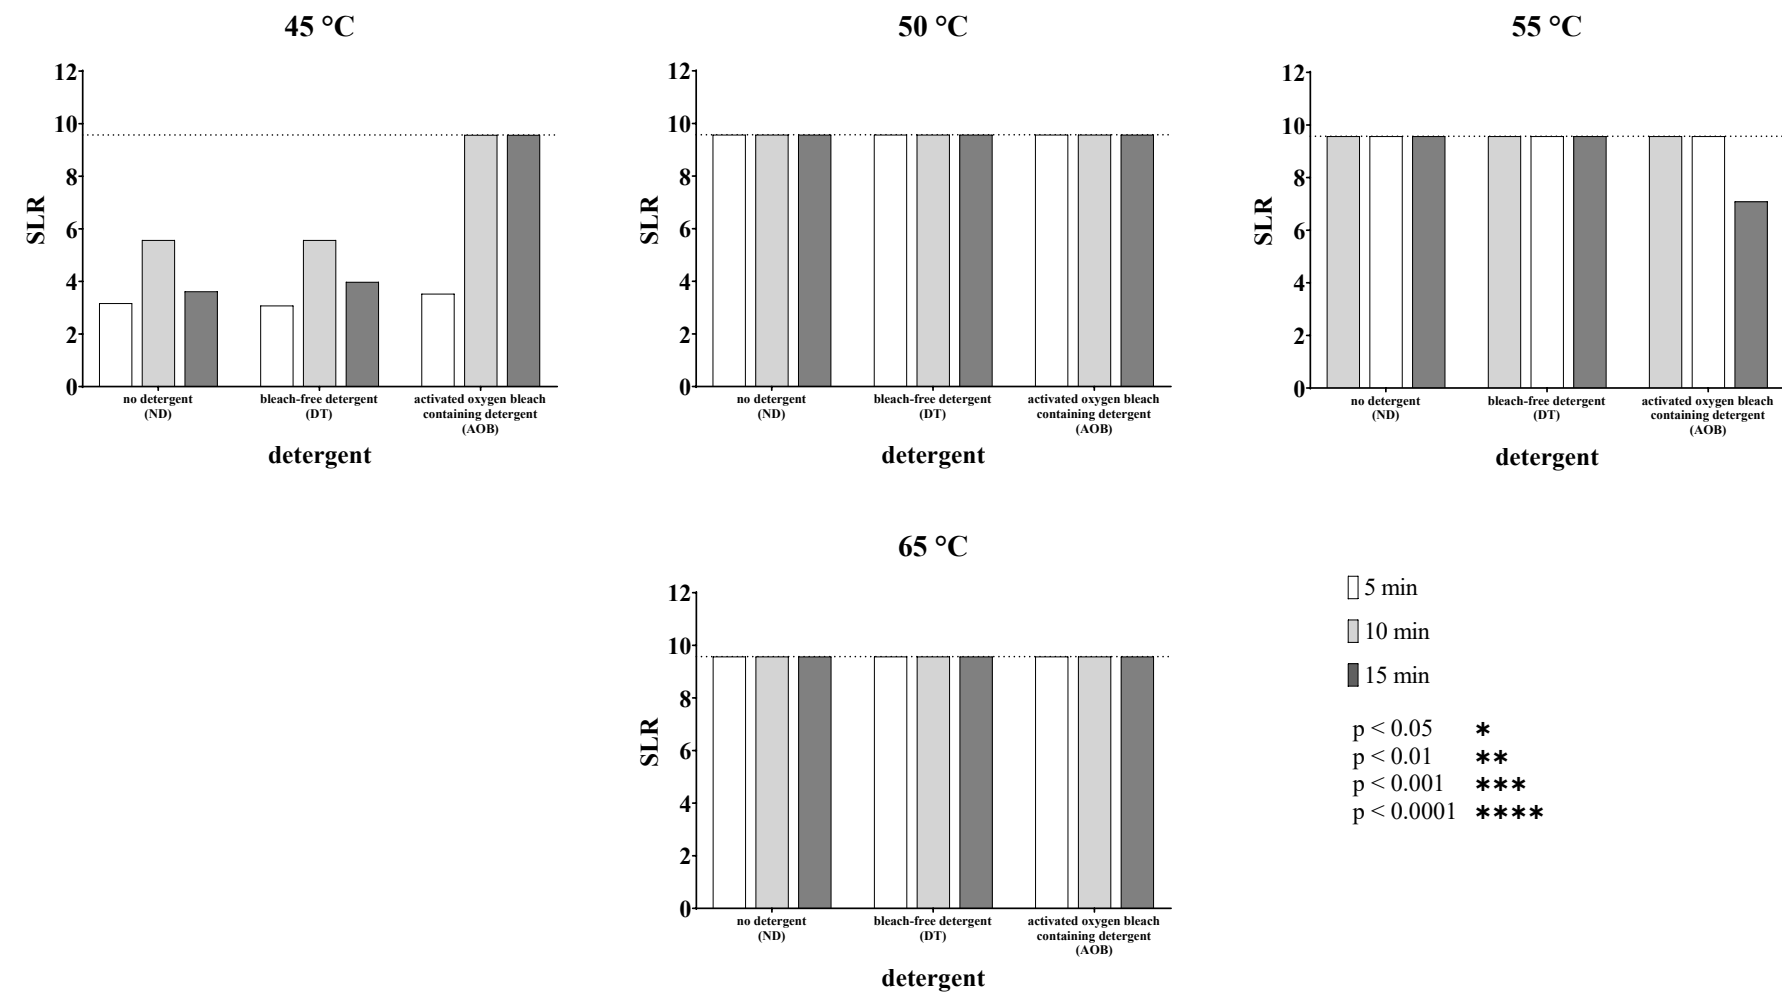 45 °C
12
10
8
6
4
2
0
SLR
no detergent
(ND)
bleach-free detergent
(DT)
activated oxygen bleach
containing detergent
(AOB)
detergent
50 °C
12
10
8
6
4
2
0
SLR
no detergent
(ND)
bleach-free detergent
(DT)
activated oxygen bleach
containing detergent
(AOB)
detergent
55 °C
12
10
8
6
4
2
0
SLR
no detergent
(ND)
bleach-free detergent
(DT)
activated oxygen bleach
containing detergent
(AOB)
detergent
65 °C
12
10
8
6
4
2
0
SLR
no detergent
(ND)
bleach-free detergent
(DT)
activated oxygen bleach
containing detergent
(AOB)
detergent
5 min
10 min
15 min
p < 0.05 *
p < 0.01 **
p < 0.001 ***
p < 0.0001 ****